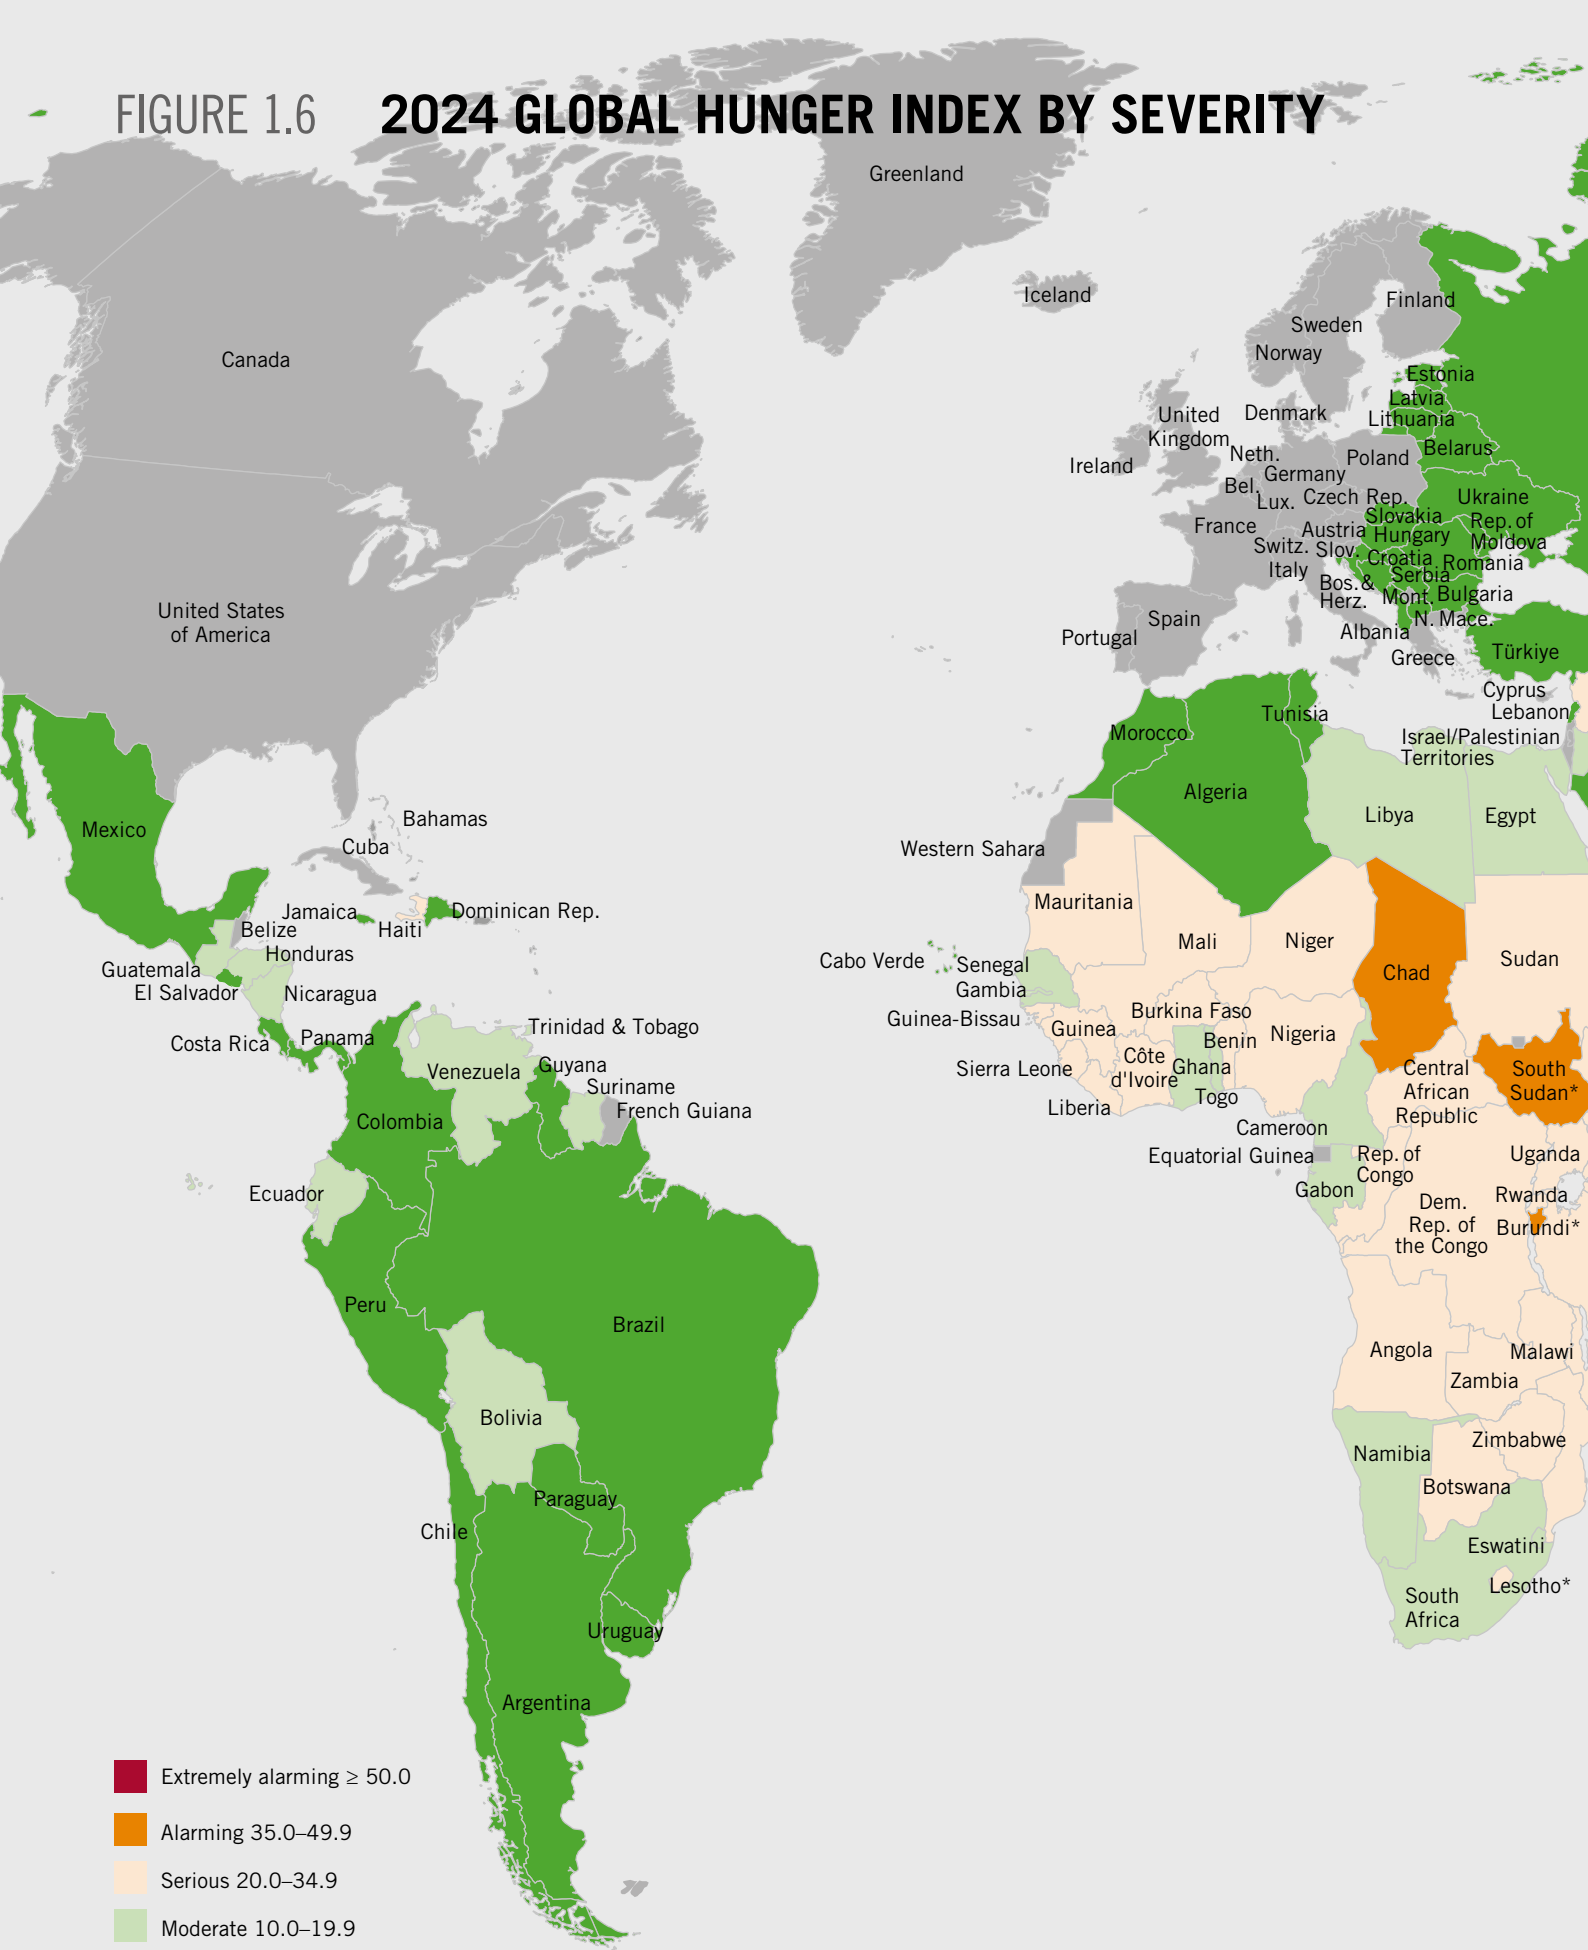 FIGURE 1.6 2024 GLOBAL HUNGER INDEX BY SEVERITY
Greenland
Iceland
Finland
Sweden
Norway
Canada
Estonia
Latvia
Lithuania
United
Kingdom
Denmark
Belarus
Ireland
Neth.
Poland
Germany
Bel.
Lux.
Czech Rep.
Ukraine
Slovakia
France
Austria
Hungary
Rep. of
Moldova
Switz.
Slov.
Croatia
Romania
Italy
Serbia
Bos. &
Herz.
Mont.
Bulgaria
N. Mace.
United States
of America
Spain
Portugal
Albania
Greece
Türkiye
Cyprus
Lebanon
Israel/Palestinian
Territories
Tunisia
Morocco
Algeria
Libya
Egypt
Mexico
Bahamas
Cuba
Western Sahara
Jamaica
Haiti
Dominican Rep.
Belize
Honduras
Guatemala
El Salvador
Nicaragua
Costa Rica
Panama
Trinidad & Tobago
Venezuela
Guyana
Suriname
French Guiana
Colombia
Ecuador
Peru
Brazil
Bolivia
Paraguay
Chile
Uruguay
Argentina
Mauritania
Mali
Niger
Chad
Sudan
Cabo Verde
Senegal
Gambia
Guinea-Bissau
Guinea
Burkina Faso
Benin
Nigeria
Sierra Leone
Côte
d'Ivoire
Ghana
Togo
Liberia
Central
African
Republic
South
Sudan*
Cameroon
Equatorial Guinea
Rep. of
Congo
Gabon
Uganda
Rwanda
Burundi*
Dem.
Rep. of
the Congo
Angola
Malawi
Zambia
Namibia
Zimbabwe
Botswana
Eswatini
Lesotho*
South
Africa
Extremely alarming ≥ 50.0
Alarming 35.0–49.9
Serious 20.0–34.9
Moderate 10.0–19.9